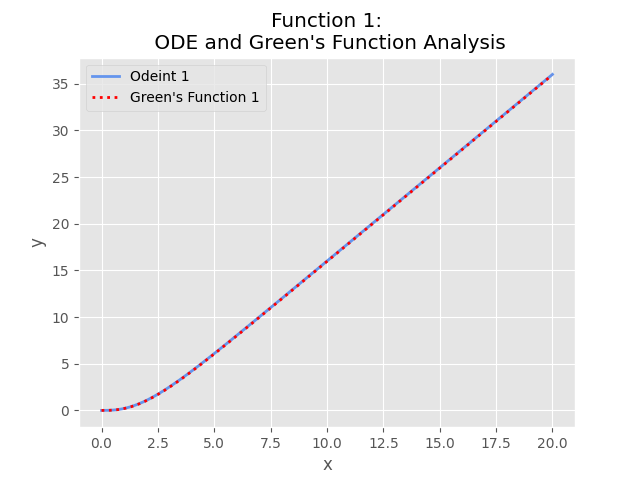 Function 1:
ODE and Green's Function Analysis
Odeint 1
Green's Function 1
y
35
30
25
20
15
10
5
0
0.0 2.5 5.0 7.5 10.0 12.5 15.0 17.5 20.0
x